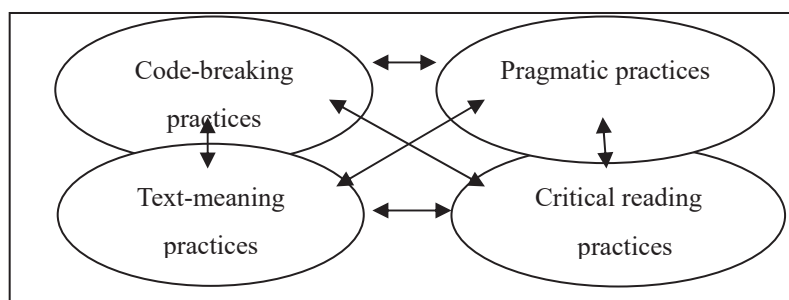 Code-breaking
practices
Pragmatic practices
Text-meaning
practices
Critical reading
practices